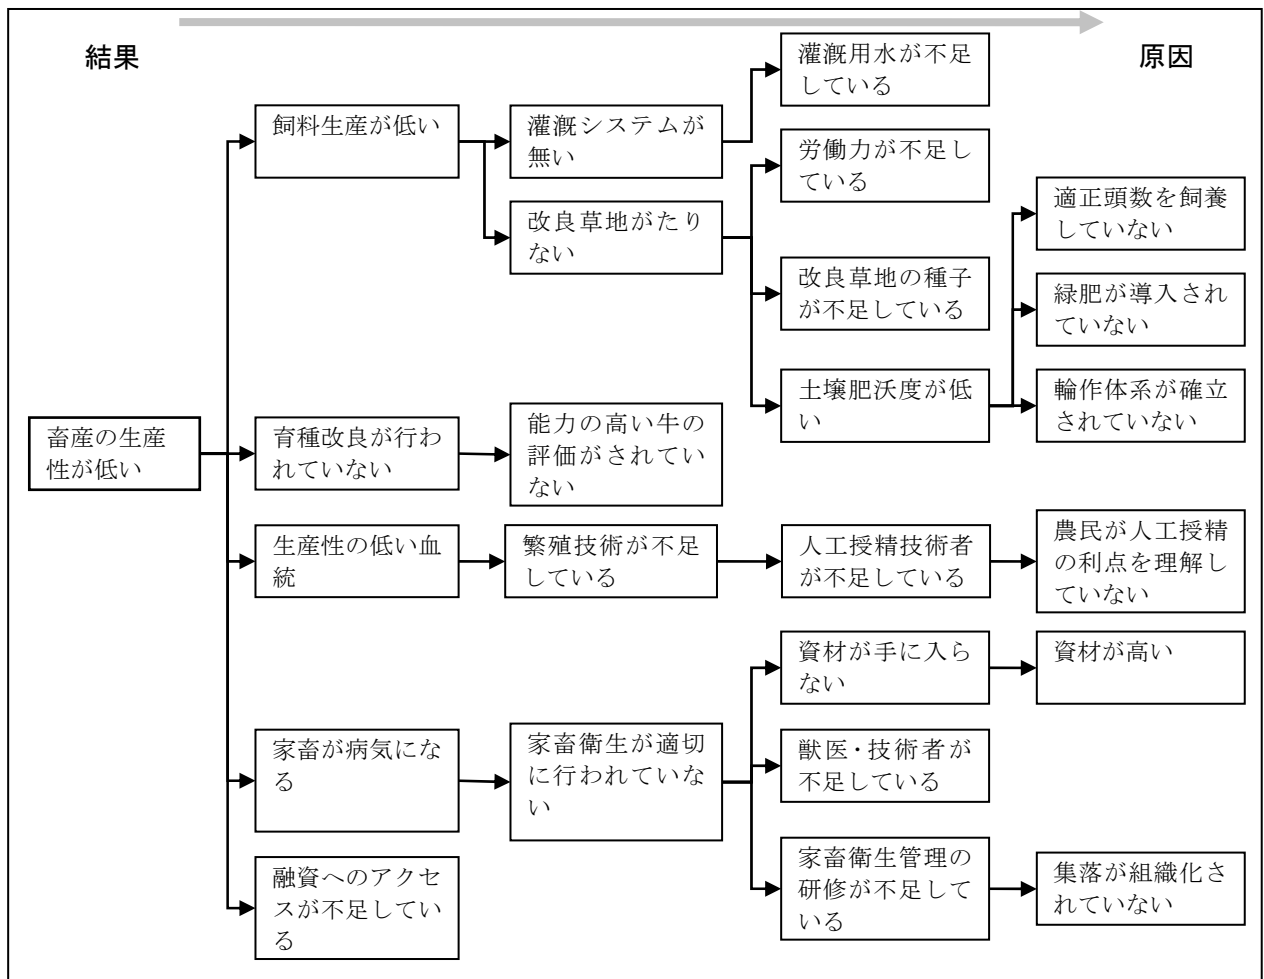 結果
原因
灌漑用水が不足
している
飼料生産が低い
灌漑システムが
無い
労働力が不足し
ている
適正頭数を飼養
していない
改良草地がたり
ない
改良草地の種子
が不足している
緑肥が導入され
ていない
土壌肥沃度が低
い
輪作体系が確立
されていない
畜産の生産
性が低い
育種改良が行わ
れていない
能力の高い牛の
評価がされてい
ない
生産性の低い血
統
繁殖技術が不足
している
人工授精技術者
が不足している
農民が人工授精
の利点を理解し
ていない
資材が手に入ら
ない
資材が高い
家畜が病気にな
る
家畜衛生が適切
に行われていな
い
獣医・技術者が
不足している
家畜衛生管理の
研修が不足して
いる
集落が組織化さ
れていない
融資へのアクセ
スが不足してい
る